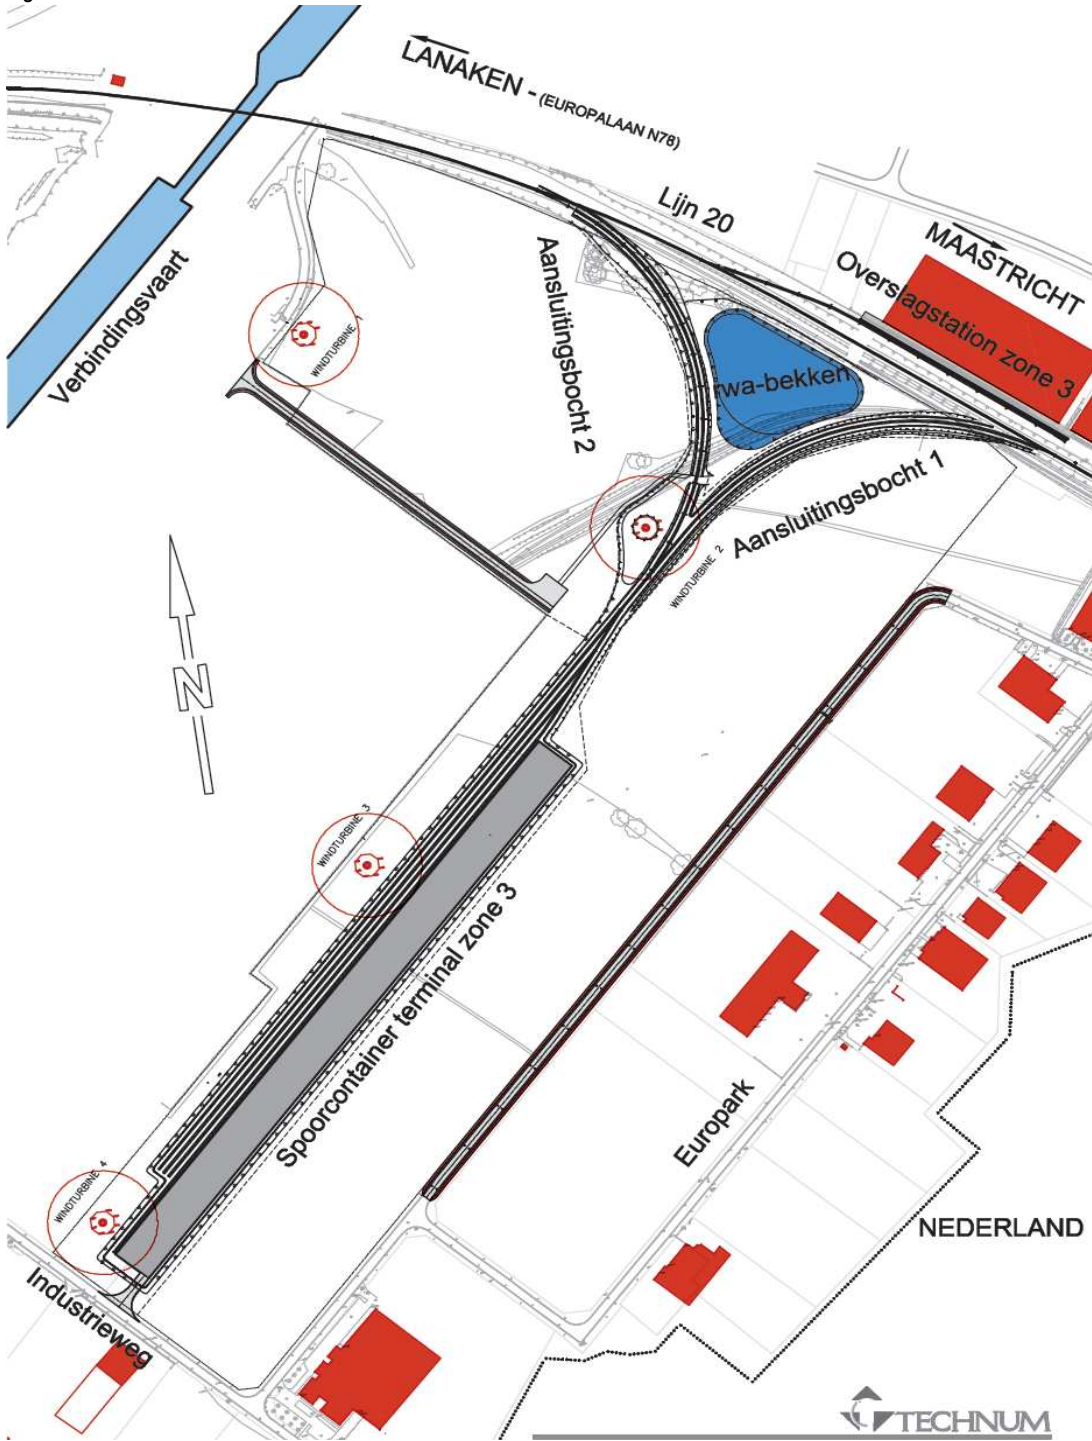 LANAKEN - (EUROPALAAN N78)
Lijn 20
MAASTRICHT
Overslagstation zone 3
Aansluitingsbocht 2
Verbindingsvaart
WINDTURBINE 1
rwa-bekken
Aansluitingsbocht 1
WINDTURBINE 2
N
WINDTURBINE 3
Spoorcontainer terminal zone 3
Europark
WINDTURBINE 4
NEDERLAND
Industrieweg
TECHNUM